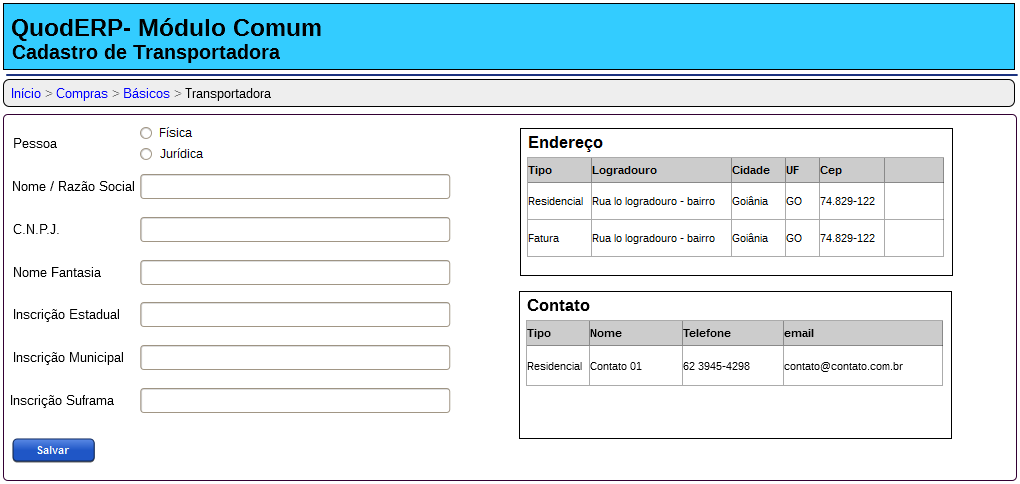 QuodERP- Módulo Comum
Cadastro de Transportadora
Início > Compras > Básicos > Transportadora
Pessoa
Física
Jurídica
Nome / Razão Social
C.N.P.J.
Nome Fantasia
Inscrição Estadual
Inscrição Municipal
Inscrição Suframa
Salvar
Endereço
Tipo Logradouro Cidade UF Cep
Residencial Rua lo logradouro - bairro Goiânia GO 74.829-122
Fatura Rua lo logradouro - bairro Goiânia GO 74.829-122
Contato
Tipo Nome Telefone email
Residencial Contato 01 62 3945-4298 contato@contato.com.br